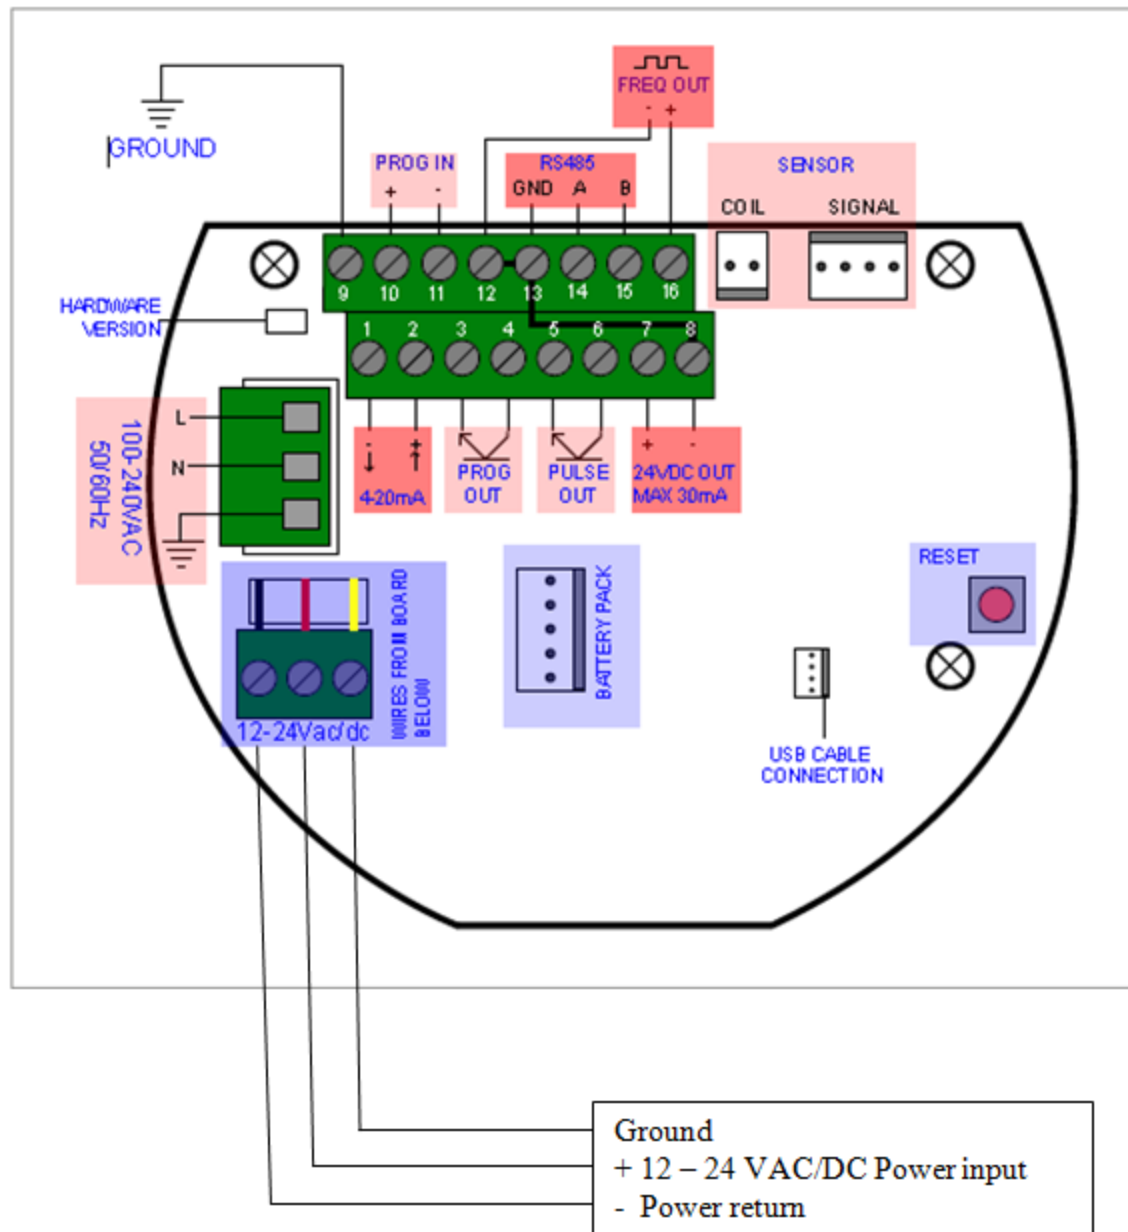 FREQ OUT
- +
GROUND
PROG IN
+ -
RS485
GND A B
SENSOR
COIL SIGNAL
9 10 11 12 13 14 15 16
HARDWARE
VERSION
1 2 3 4 5 6 7 8
L
N
100-240VAC
50/60Hz
- +
4-20mA
PROG
OUT
PULSE
OUT
+ -
24VDC OUT
MAX 30mA
RESET
WIRES FROM BOARD
BELOW
BATTERY PACK
12-24Vac/dc
USB CABLE
CONNECTION
Ground
+ 12 – 24 VAC/DC Power input
- Power return